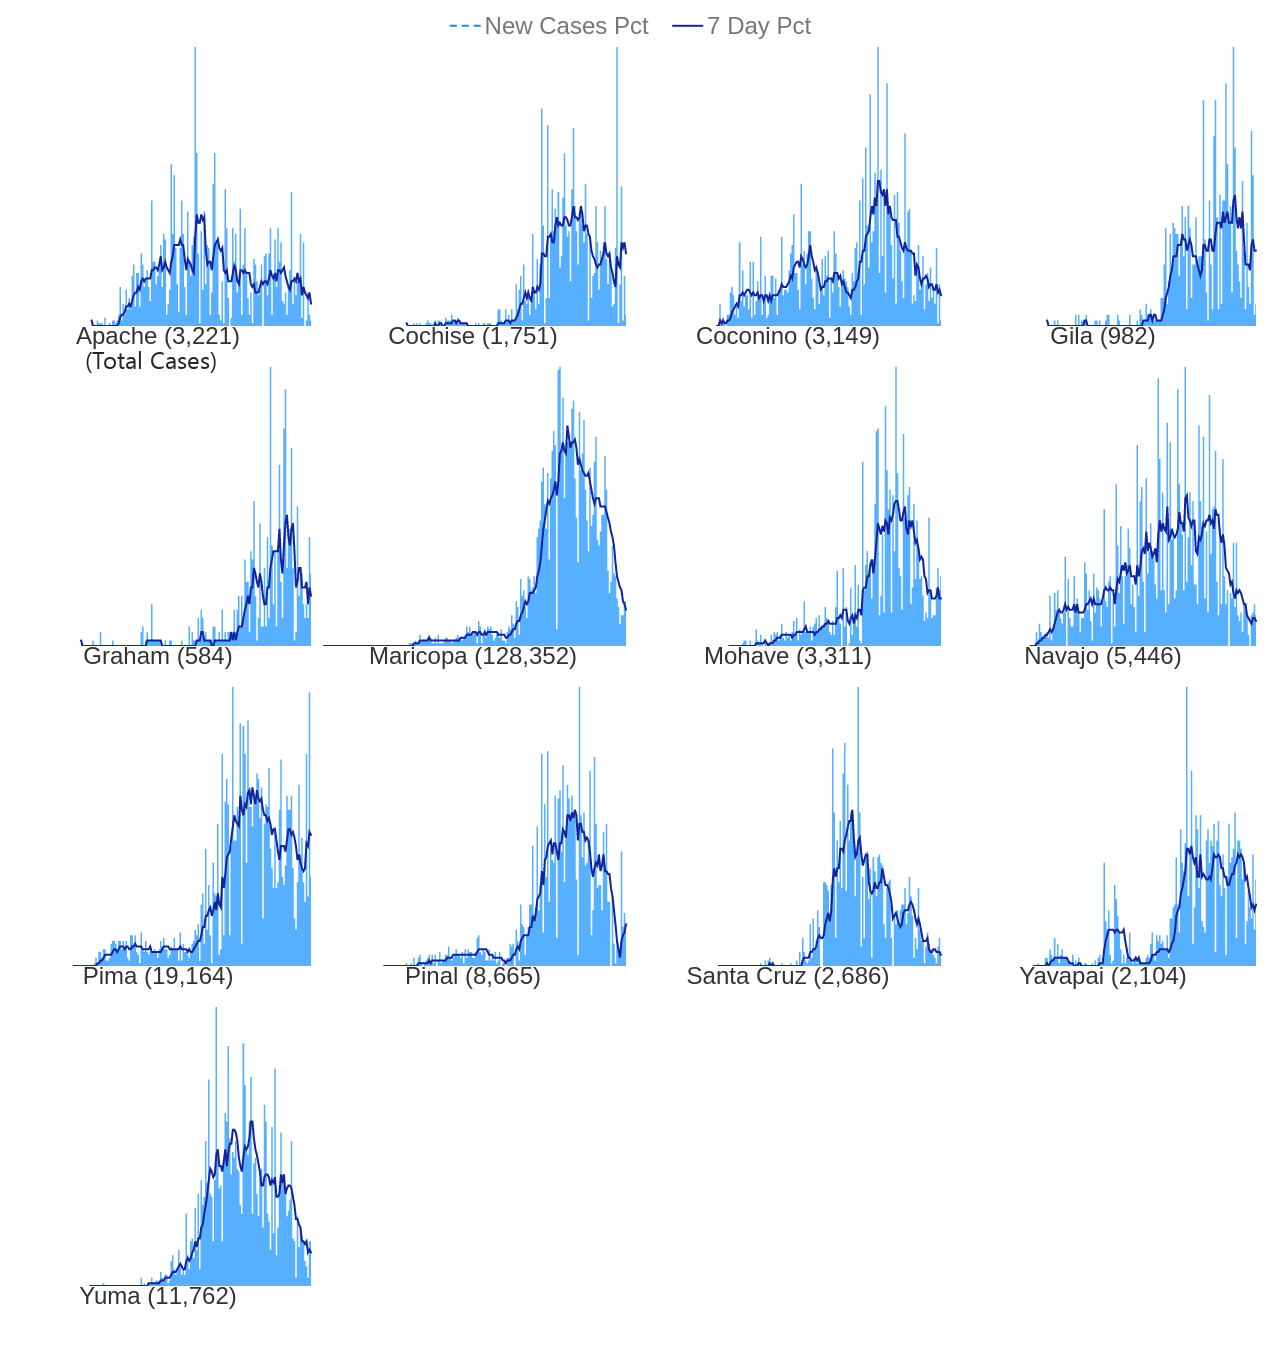 New Cases Pct 7 Day Pct
Apache (3,221) Cochise (1,751) Coconino (3,149) Gila (982)
(Total Cases)
Graham (584) Maricopa (128,352) Mohave (3,311) Navajo (5,446)
Pima (19,164) Pinal (8,665) Santa Cruz (2,686) Yavapai (2,104)
Yuma (11,762)